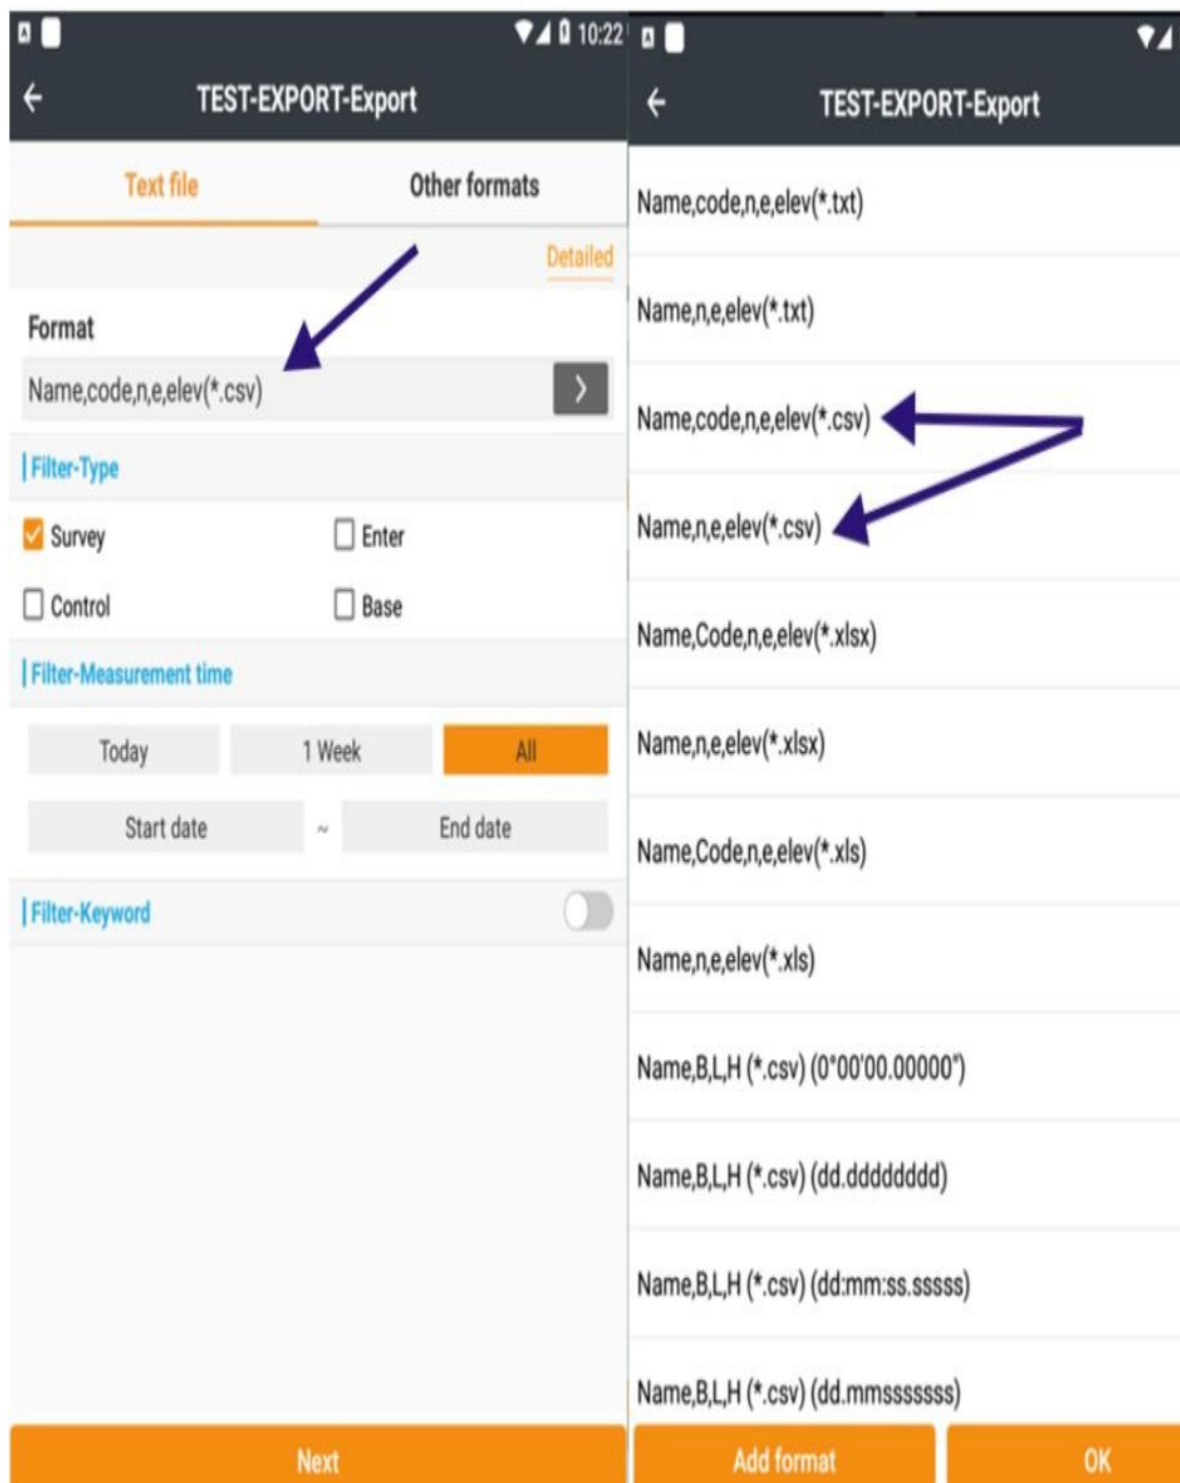 10:22
TEST-EXPORT-Export
Text file
Other formats
Detailed
Format
Name,code,n,e,elev(*.csv)
Filter-Type
Survey
Enter
Control
Base
Filter-Measurement time
Today
1 Week
All
Start date
~
End date
Filter-Keyword
Next
TEST-EXPORT-Export
Name,code,n,e,elev(*.txt)
Name,n,e,elev(*.txt)
Name,code,n,e,elev(*.csv)
Name,n,e,elev(*.csv)
Name,Code,n,e,elev(*.xlsx)
Name,n,e,elev(*.xlsx)
Name,Code,n,e,elev(*.xls)
Name,n,e,elev(*.xls)
Name,B,L,H (*.csv) (0°00'00.00000")
Name,B,L,H (*.csv) (dd.dddddddd)
Name,B,L,H (*.csv) (dd:mm:ss.sssss)
Name,B,L,H (*.csv) (dd.mmsssssss)
Add format
OK